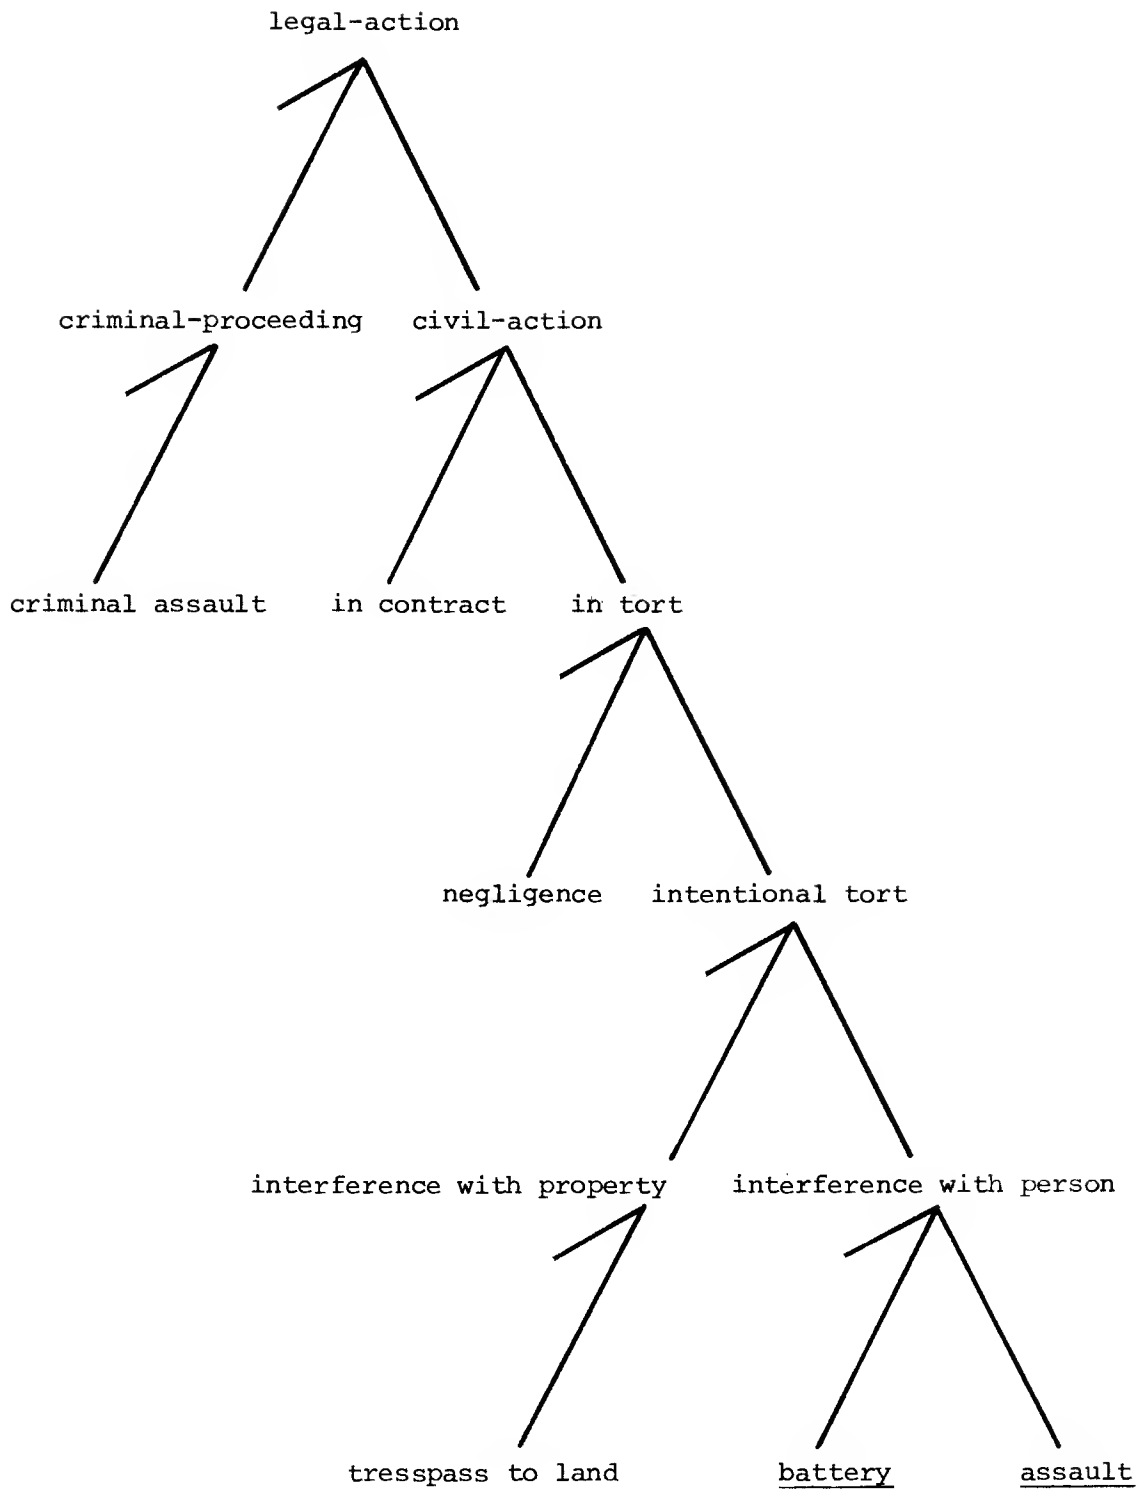 legal-action
criminal-proceeding civil-action
criminal assault in contract in tort
negligence intentional tort
interference with property interference with person
tresspass to land battery assault